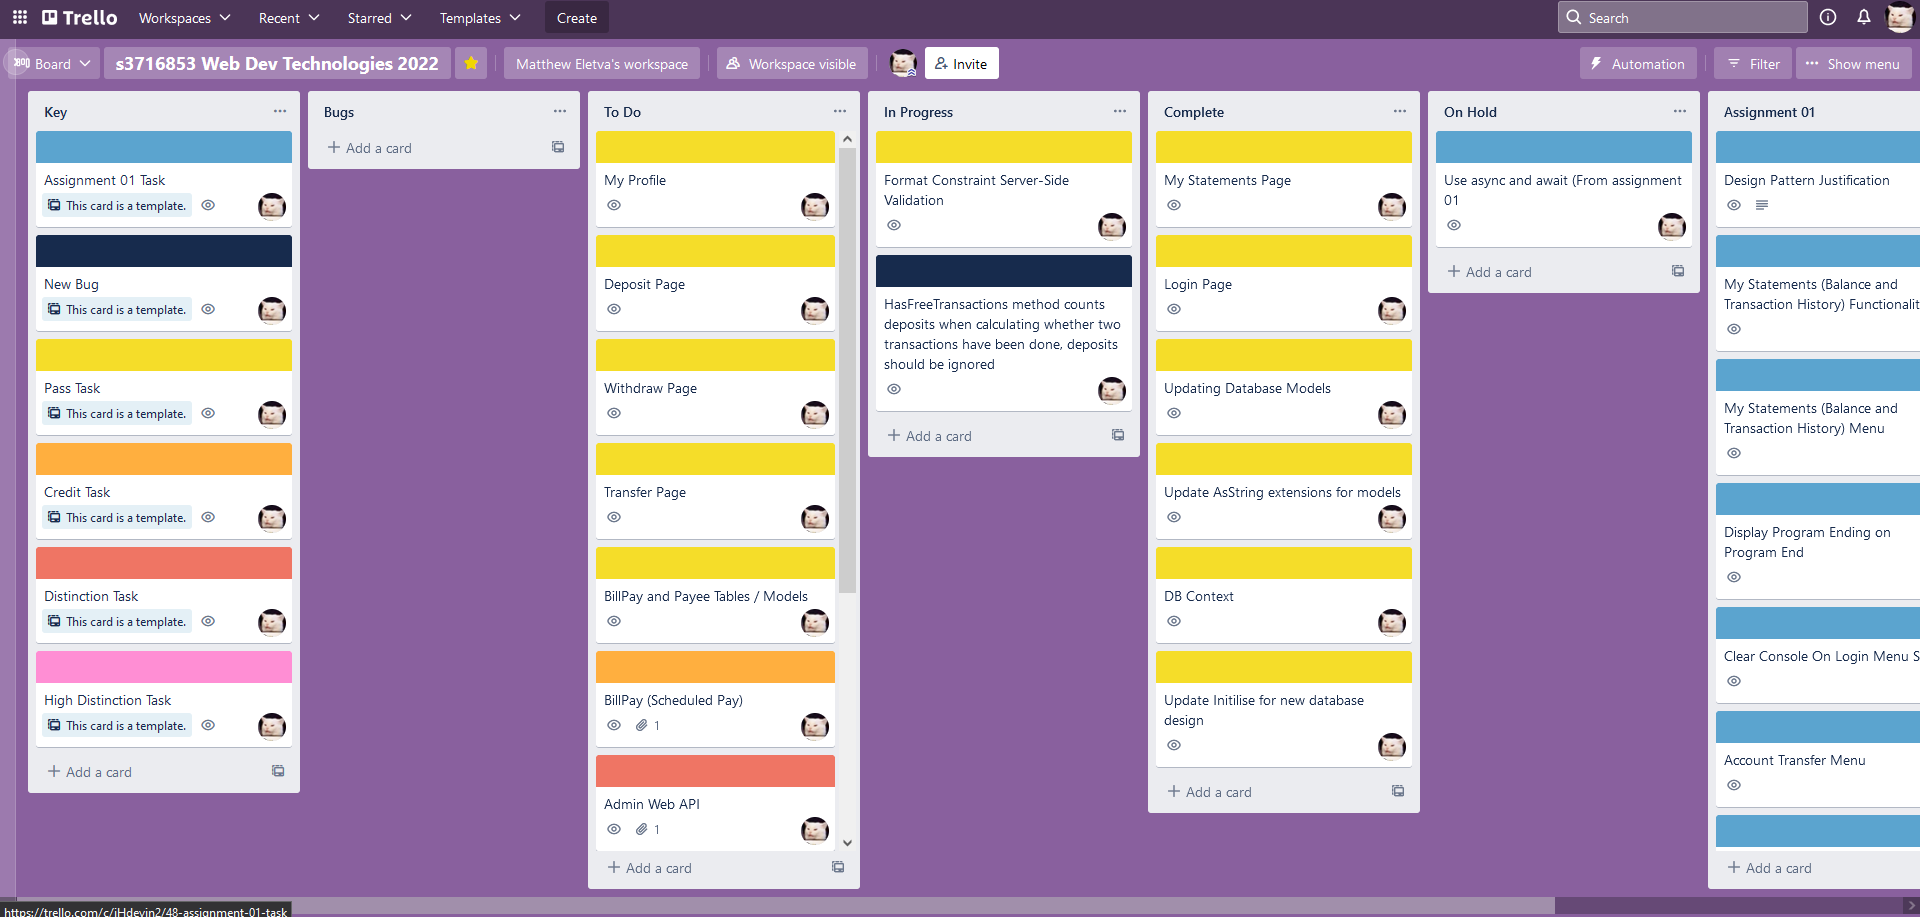 Trello
Workspaces
Recent
Starred
Templates
Create
Search
Board
s3716853 Web Dev Technologies 2022
Matthew Eletva's workspace
Workspace visible
Invite
Automation
Filter
Show menu
Key
Assignment 01 Task
This card is a template.
New Bug
This card is a template.
Pass Task
This card is a template.
Credit Task
This card is a template.
Distinction Task
This card is a template.
High Distinction Task
This card is a template.
Add a card
Bugs
Add a card
To Do
My Profile
Deposit Page
Withdraw Page
Transfer Page
BillPay and Payee Tables / Models
BillPay (Scheduled Pay)
1
Admin Web API
1
Add a card
In Progress
Format Constraint Server-Side
Validation
HasFreeTransactions method counts
deposits when calculating whether two
transactions have been done, deposits
should be ignored
Add a card
Complete
My Statements Page
Login Page
Updating Database Models
Update AsString extensions for models
DB Context
Update Initilise for new database
design
Add a card
On Hold
Use async and await (From assignment
01
Add a card
Assignment 01
Design Pattern Justification
My Statements (Balance and
Transaction History) Functionalit
My Statements (Balance and
Transaction History) Menu
Display Program Ending on
Program End
Clear Console On Login Menu S
Account Transfer Menu
Add a card
https://trello.com/c/jHdevin2/48-assignment-01-task